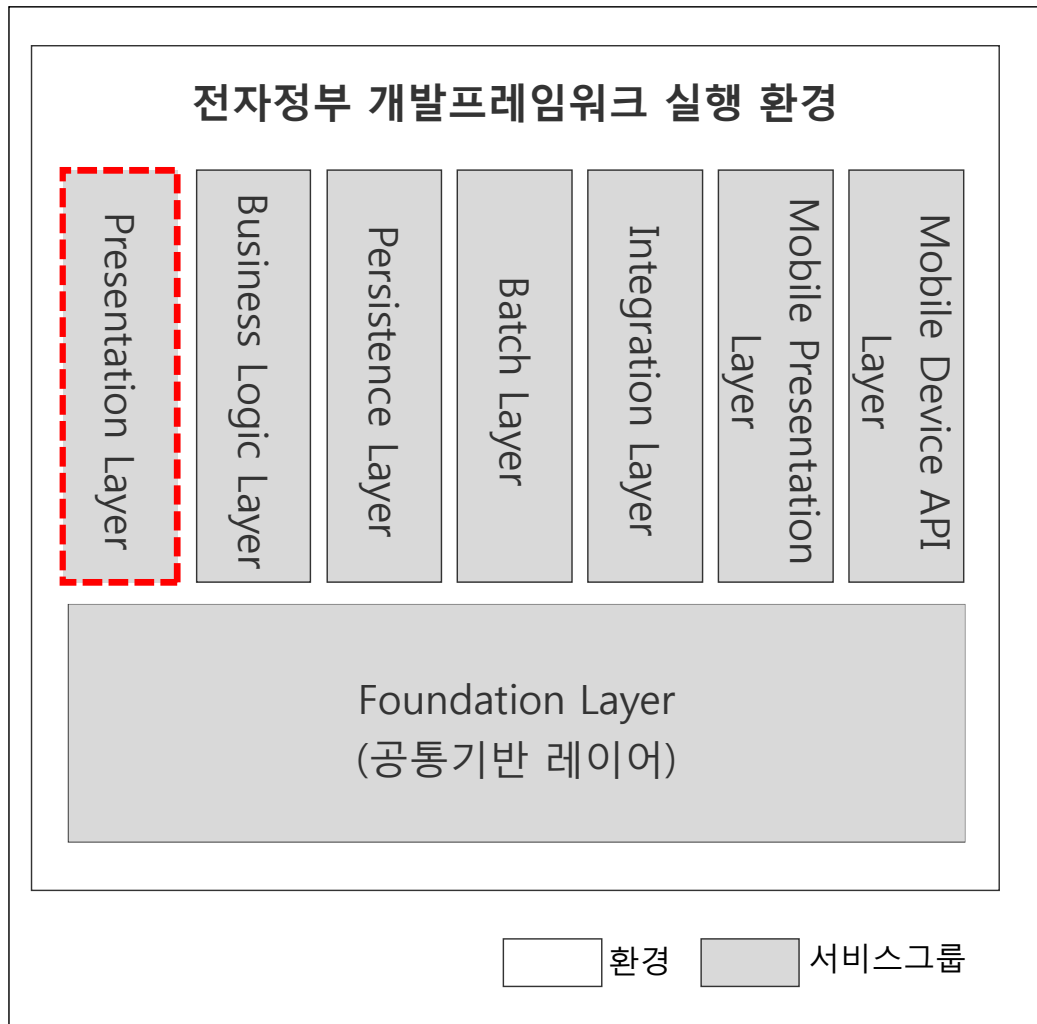 전자정부 개발프레임워크 실행 환경
Presentation Layer
Business Logic Layer
Persistence Layer
Batch Layer
Integration Layer
Mobile Presentation
Layer
Mobile Device API
Layer
Foundation Layer
(공통기반 레이어)
환경
서비스그룹